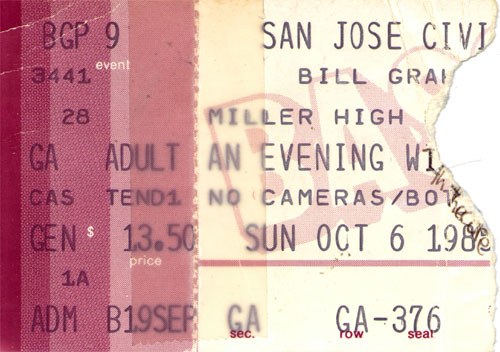 BGP 9 SAN JOSE CIVI
3441 event BILL GRAH
28 MILLER HIGH
GA ADULT AN EVENING WI
CAS TEND1 NO CAMERAS/BOT
GEN $ 13.50 SUN OCT 6 198
price
1A
ADM B19SEP GA GA-376
sec. row seat
BAS